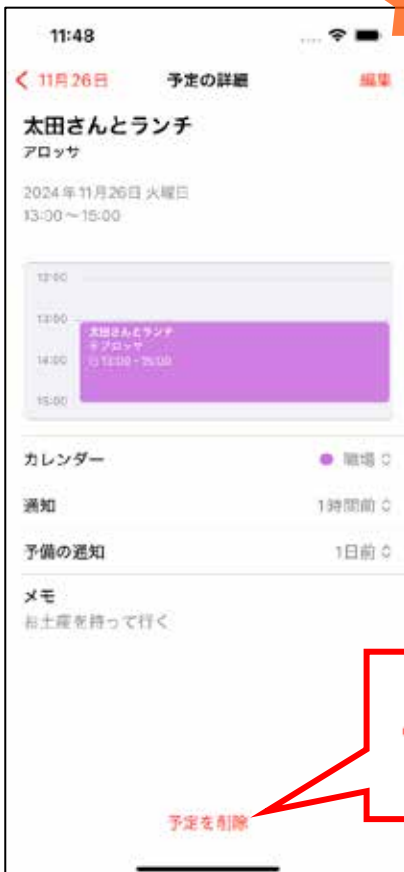 11:48
11月26日
予定の詳細
編集
太田さんとランチ
アロッサ
2024年11月26日 火曜日
13:00～15:00
12:00
13:00
太田さんとランチ
アロッサ
13:00～15:00
14:00
15:00
カレンダー
職場
通知
1時間前
予備の通知
1日前
メモ
お土産を持って行く
予定を削除